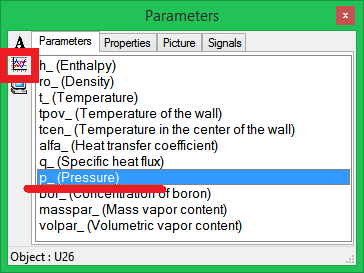 Parameters
A
Parameters Properties Picture Signals
h_ (Enthalpy)
ro_ (Density)
t_ (Temperature)
tpov_ (Temperature of the wall)
tcen_ (Temperature in the center of the wall)
alfa_ (Heat transfer coefficient)
q_ (Specific heat flux)
p_ (Pressure)
bor_ (Concentration of boron)
masspar_ (Mass vapor content)
volpar_ (Volumetric vapor content)
Object : U26